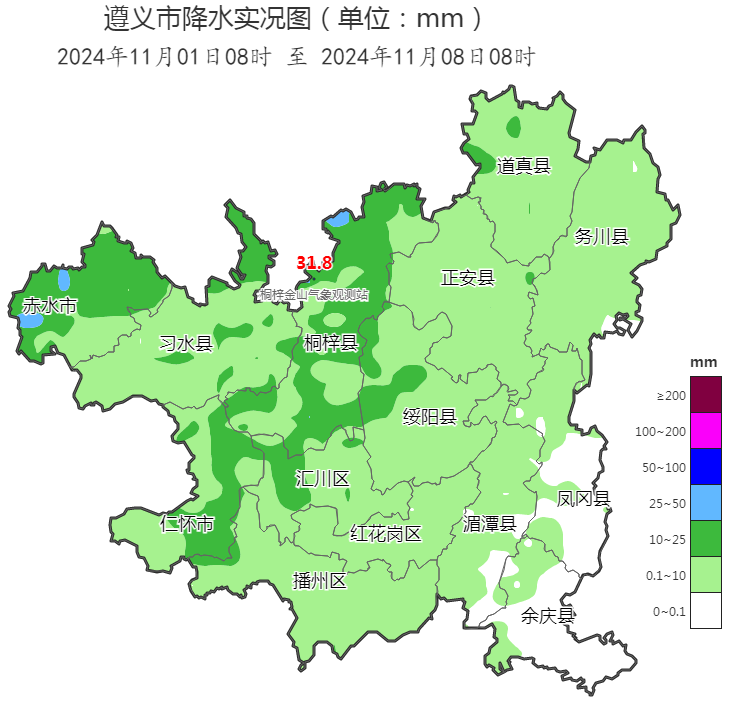 遵义市降水实况图（单位：mm）
2024年11月01日08时 至 2024年11月08日08时
道真县
务川县
31.8
正安县
桐梓金山气象观测站
赤水市
习水县
桐梓县
mm
≥200
绥阳县
100~200
50~100
汇川区
凤冈县
25~50
仁怀市
湄潭县
红花岗区
10~25
播州区
0.1~10
余庆县
0~0.1